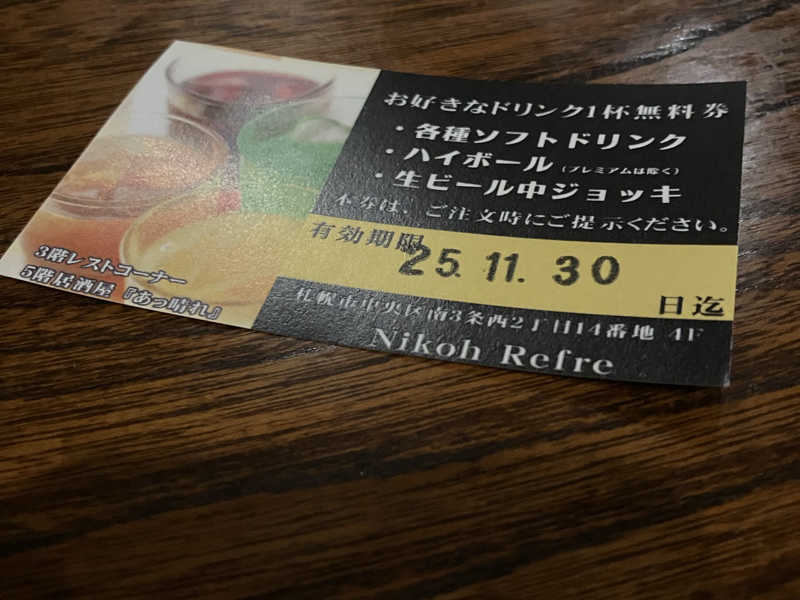 お好きなドリンク1杯無料券
・各種ソフトドリンク
・ハイボール（プレミアムは除く）
・生ビール中ジョッキ
本券は、ご注文時にご提示ください。
有効期限
25.11.30
日迄
札幌市中央区南3条西2丁目14番地 4F
Nikoh Refre
3階レストコーナー
5階居酒屋『あっ晴れ』